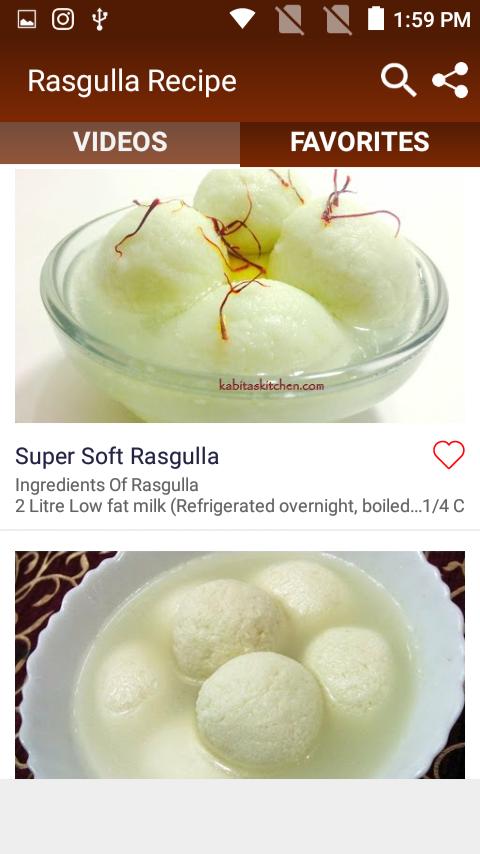 1:59 PM
Rasgulla Recipe
VIDEOS
FAVORITES
kabitaskitchen.com
Super Soft Rasgulla
Ingredients Of Rasgulla
2 Litre Low fat milk (Refrigerated overnight, boiled...1/4 C